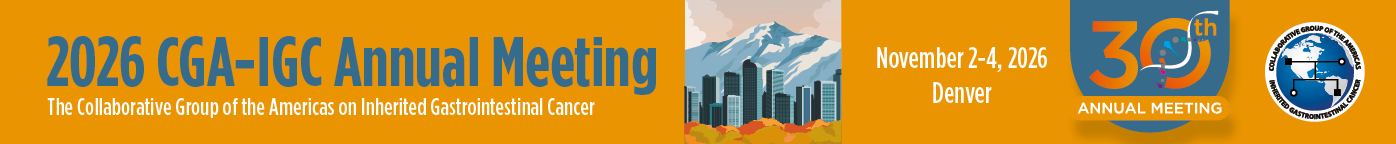 2026 CGA-IGC Annual Meeting
The Collaborative Group of the Americas on Inherited Gastrointestinal Cancer
November 2-4, 2026
Denver
30th
ANNUAL MEETING
COLLABORATIVE GROUP OF THE AMERICAS
INHERITED GASTROINTESTINAL CANCER